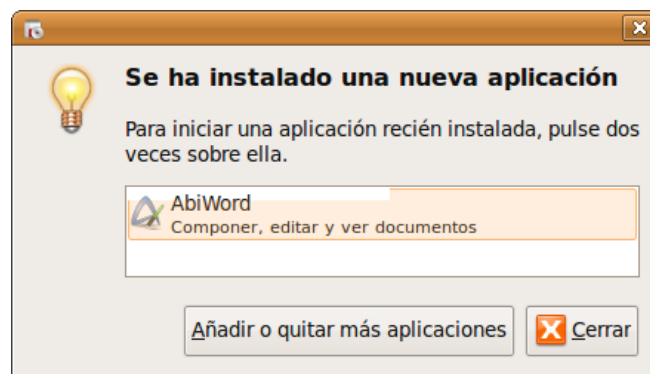 Se ha instalado una nueva aplicación
Para iniciar una aplicación recién instalada, pulse dos
veces sobre ella.
AbiWord
Componer, editar y ver documentos
Añadir o quitar más aplicaciones
Cerrar